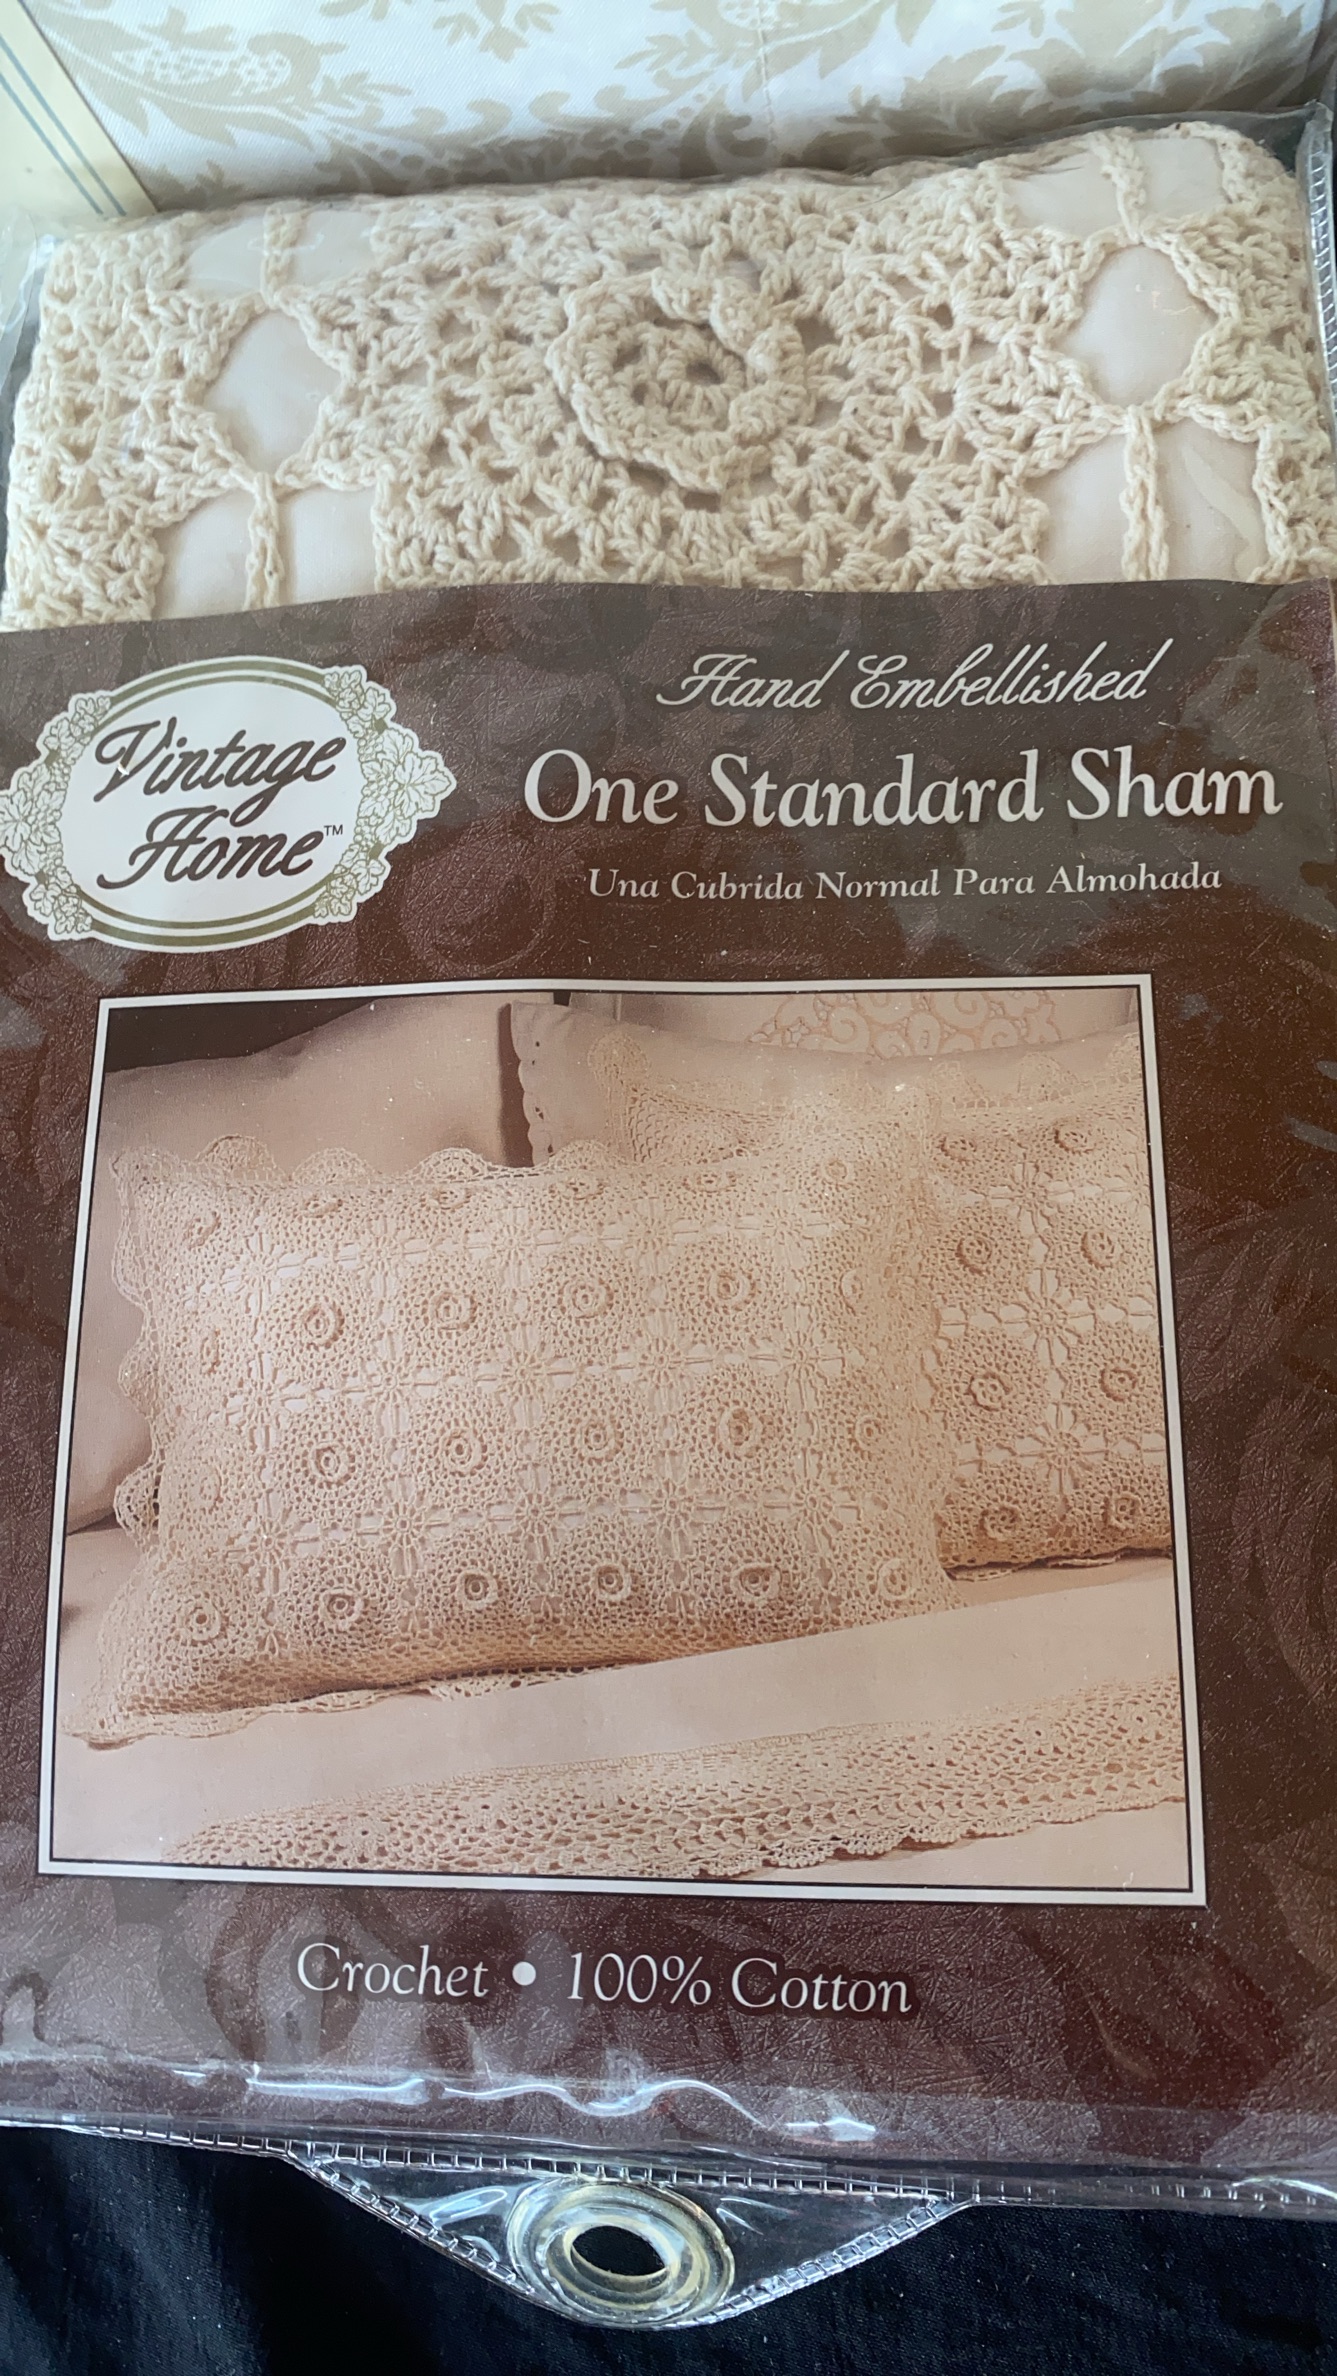 Vintage
Home™
Hand Embellished
One Standard Sham
Una Cubrida Normal Para Almohada
Crochet • 100% Cotton